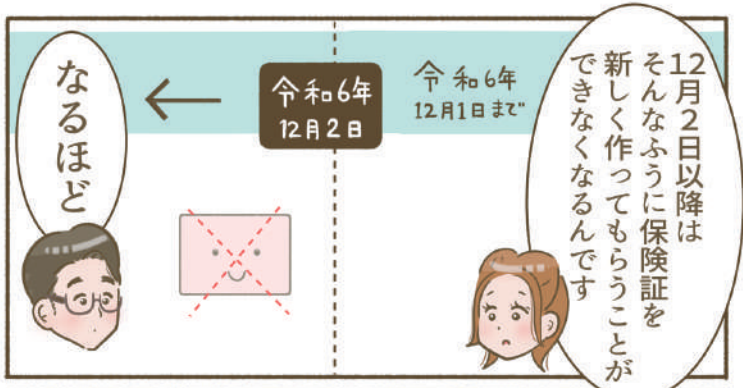 12月2日以降は
そんなふうに保険証を
新しく作ってもらうことが
できなくなるんです
令和6年
12月1日まで
令和6年
12月2日
なるほど